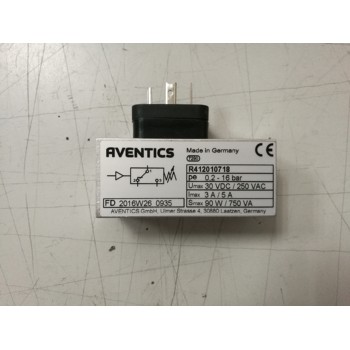 AVENTICS
Made in Germany
7281
CE
R412010718
pe 0,2 - 16 bar
Umax 30 VDC / 250 VAC
Imax 3 A / 5 A
Smax 90 W / 750 VA
FD 2016W26 0935
AVENTICS GmbH, Ulmer Strasse 4, 30880 Laatzen, Germany